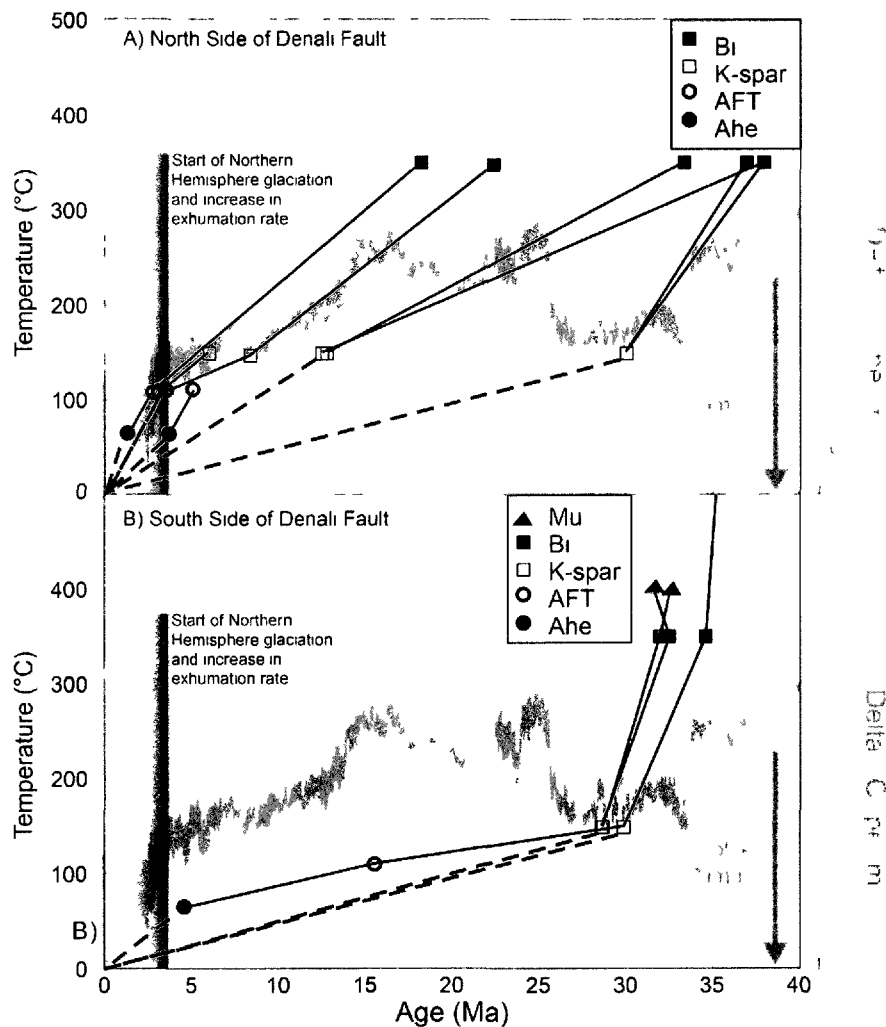 500
A) North Side of Denali Fault
Bı
K-spar
AFT
Ahe
400
Start of Northern
Hemisphere glaciation
and increase in
exhumation rate
300
200
100
0
Temperature (°C)
B) South Side of Denali Fault
Mu
Bı
K-spar
AFT
Ahe
400
Start of Northern
Hemisphere glaciation
and increase in
exhumation rate
300
200
100
B)
0
Temperature (°C)
0 5 10 15 20 25 30 35 40
Age (Ma)
Delta